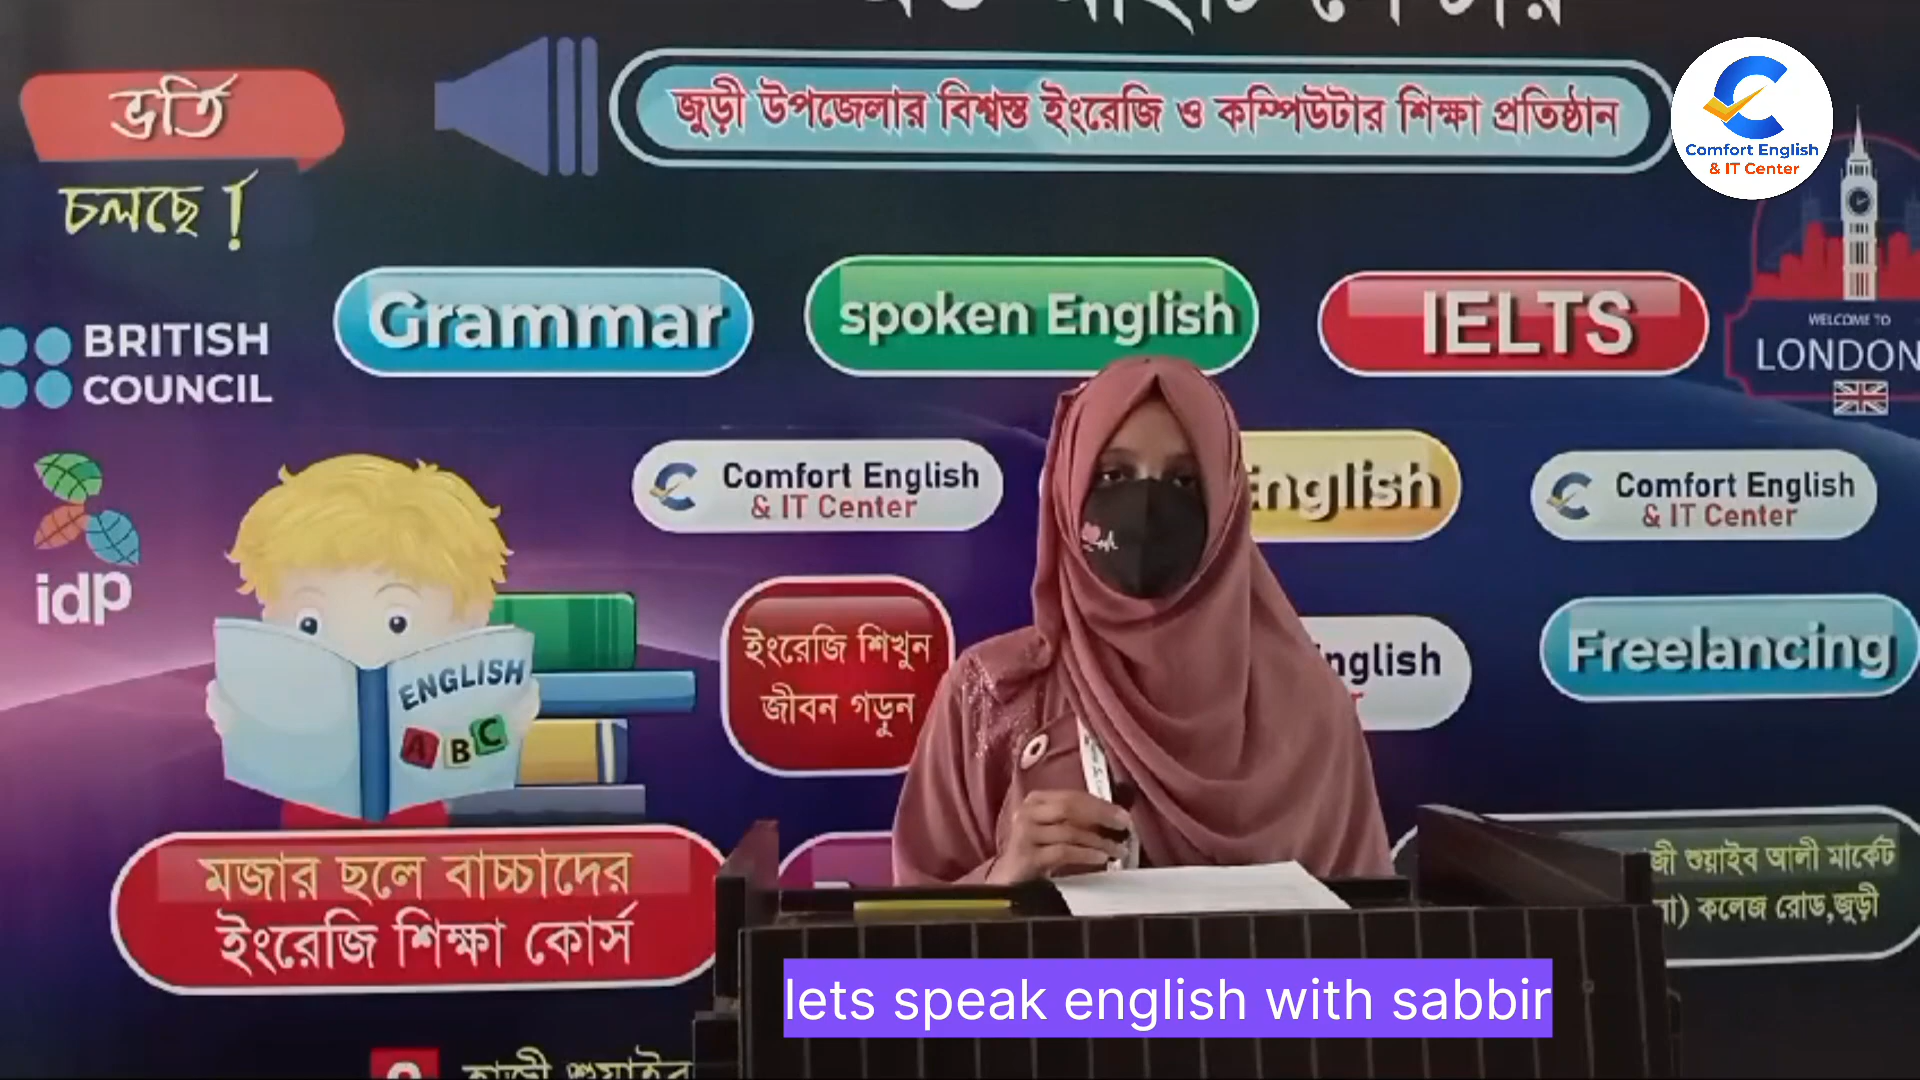 ভর্তি
চলছে !
জুড়ী উপজেলার বিশ্বস্ত ইংরেজি ও কম্পিউটার শিক্ষা প্রতিষ্ঠান
Comfort English
& IT Center
BRITISH
COUNCIL
Grammar
spoken English
IELTS
WELCOME TO
LONDON
idp
Comfort English
& IT Center
English
Comfort English
& IT Center
ENGLISH
A B C
ইংরেজি শিখুন
জীবন গড়ুন
nglish
Freelancing
মজার ছলে বাচ্চাদের
ইংরেজি শিক্ষা কোর্স
শুয়াইব আলী মার্কেট
কলেজ রোড,জুড়ী
lets speak english with sabbir